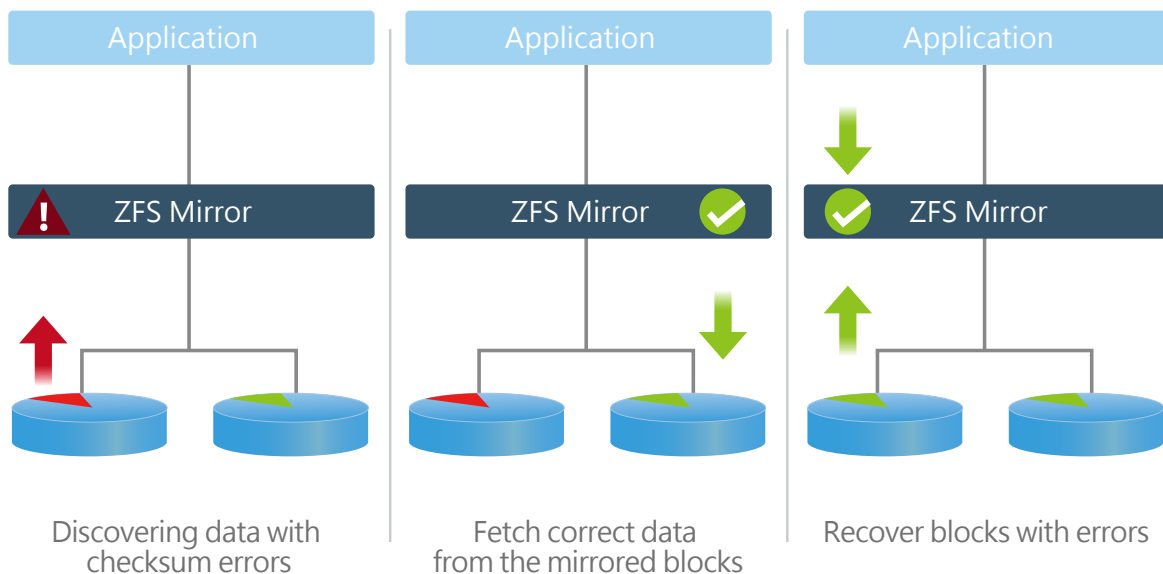 Application
Application
Application
ZFS Mirror
ZFS Mirror
ZFS Mirror
Discovering data with
checksum errors
Fetch correct data
from the mirrored blocks
Recover blocks with errors